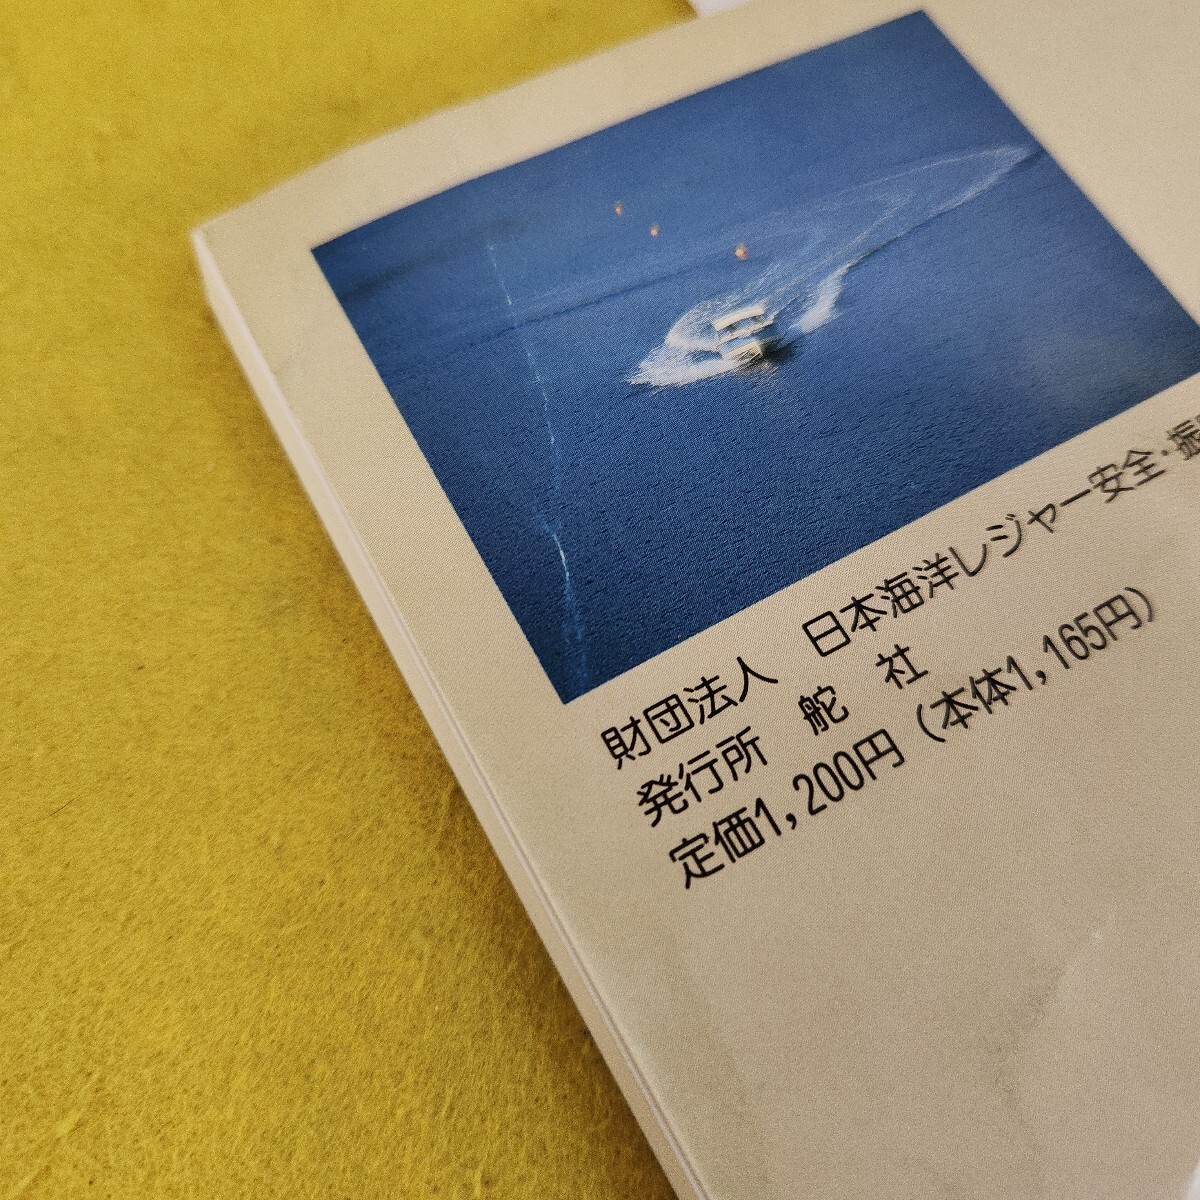 財団法人 日本海洋レジャー安全・振
発行所 舵 社
定価1,200円(本体1,165円)